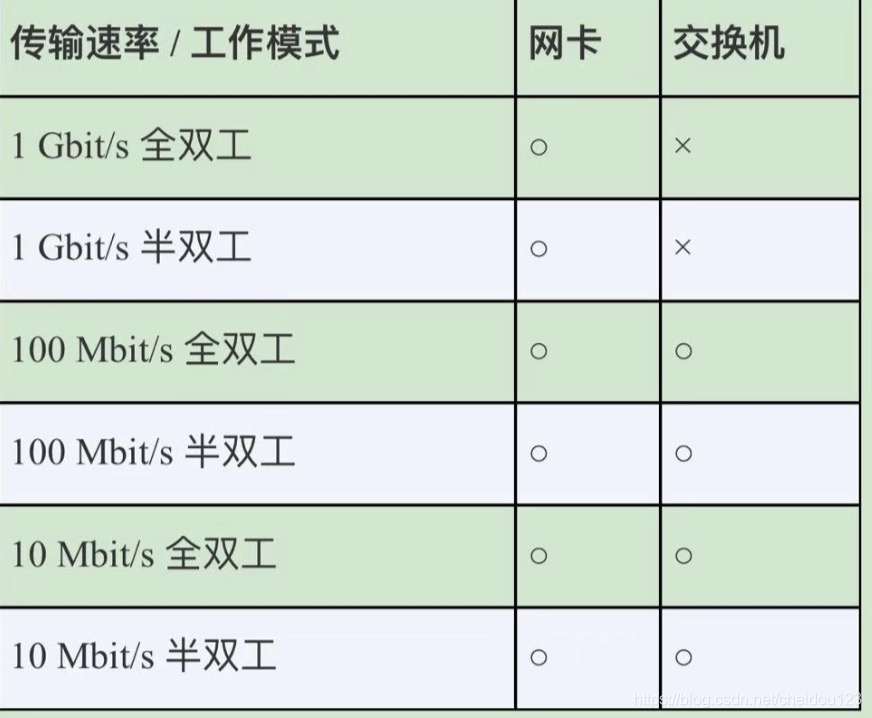 传输速率 / 工作模式 网卡 交换机
1 Gbit/s 全双工 ○ ×
1 Gbit/s 半双工 ○ ×
100 Mbit/s 全双工 ○ ○
100 Mbit/s 半双工 ○ ○
10 Mbit/s 全双工 ○ ○
10 Mbit/s 半双工 ○ ○
https://blog.csdn.net/cheidou123